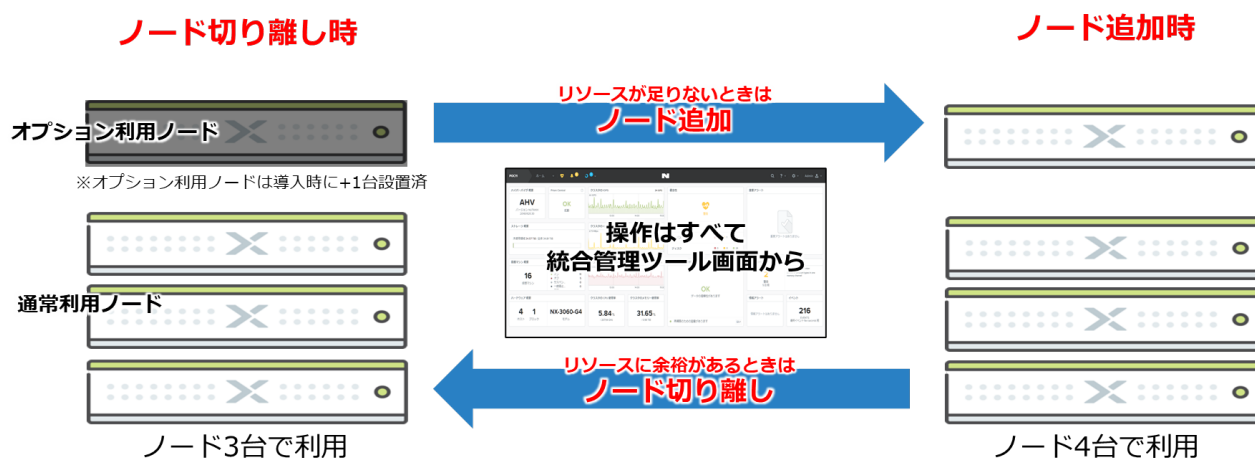 ノード切り離し時
ノード追加時
リソースが足りないときは
ノード追加
オプション利用ノード
※オプション利用ノードは導入時に+1台設置済
AHV
OK
操作はすべて
統合管理ツール画面から
16
OK
通常利用ノード
4 1
NX-3060-G4
5.84%
31.65%
216
リソースに余裕があるときは
ノード切り離し
ノード3台で利用
ノード4台で利用